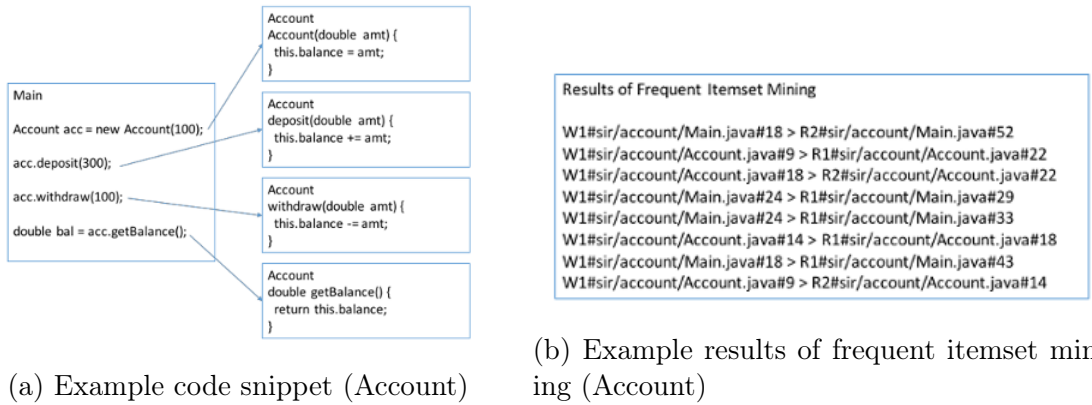 Main
Account acc = new Account(100);
acc.deposit(300);
acc.withdraw(100);
double bal = acc.getBalance();
Account
Account(double amt) {
this.balance = amt;
}
Account
deposit(double amt) {
this.balance += amt;
}
Account
withdraw(double amt) {
this.balance -= amt;
}
Account
double getBalance() {
return this.balance;
}
(a) Example code snippet (Account)
Results of Frequent Itemset Mining
W1#sir/account/Main.java#18 > R2#sir/account/Main.java#52
W1#sir/account/Account.java#9 > R1#sir/account/Account.java#22
W1#sir/account/Account.java#18 > R2#sir/account/Account.java#22
W1#sir/account/Main.java#24 > R1#sir/account/Main.java#29
W1#sir/account/Main.java#24 > R1#sir/account/Main.java#33
W1#sir/account/Account.java#14 > R1#sir/account/Account.java#18
W1#sir/account/Main.java#18 > R1#sir/account/Main.java#43
W1#sir/account/Account.java#9 > R2#sir/account/Account.java#14
(b) Example results of frequent itemset min
ing (Account)